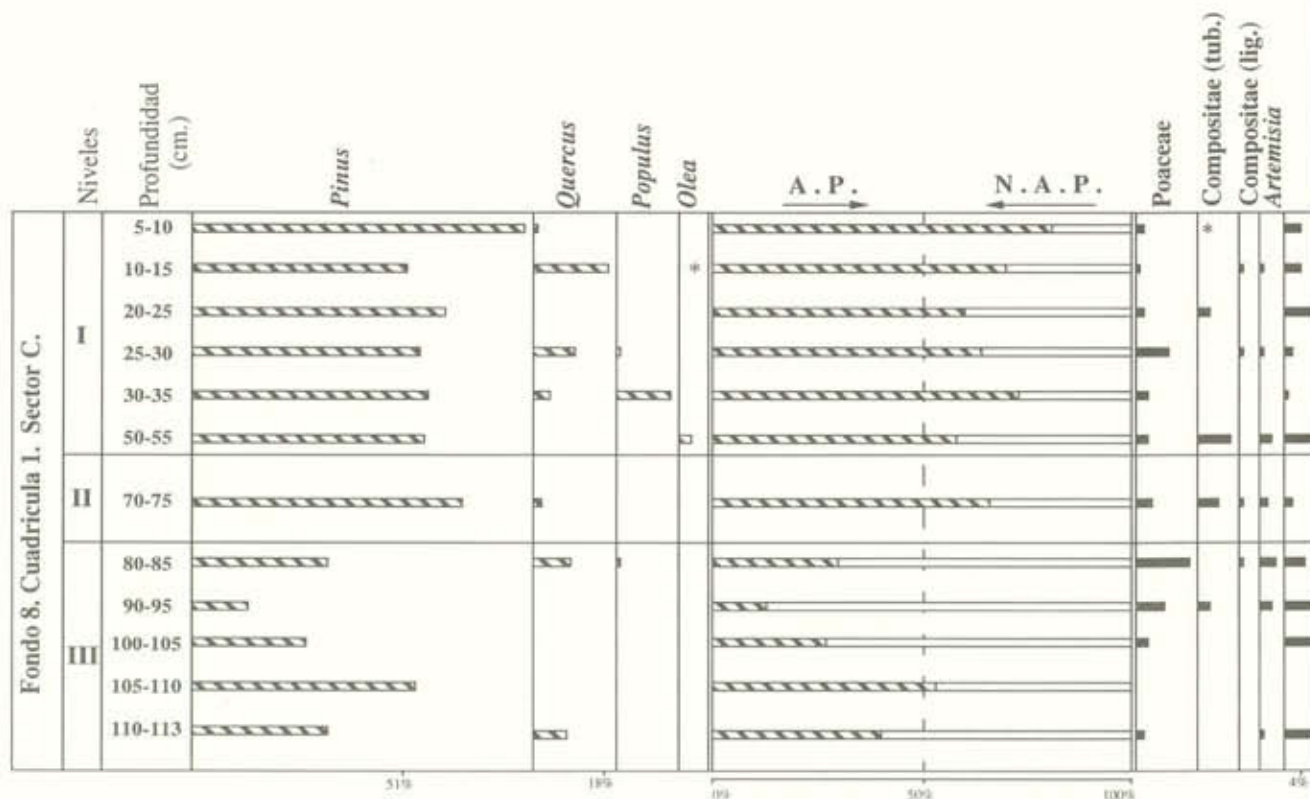 Niveles
Profundidad
(cm.)
Pinus
Quercus
Populus
Olea
A.P.
N.A.P.
Poaceae
Compositae (tub.)
Compositae (lig.)
Artemisia
Fondo 8. Cuadricula 1. Sector C.
I
5-10
*
10-15
*
20-25
25-30
30-35
50-55
II
70-75
III
80-85
90-95
100-105
105-110
110-113
51%
18%
0%
50%
100%
4%